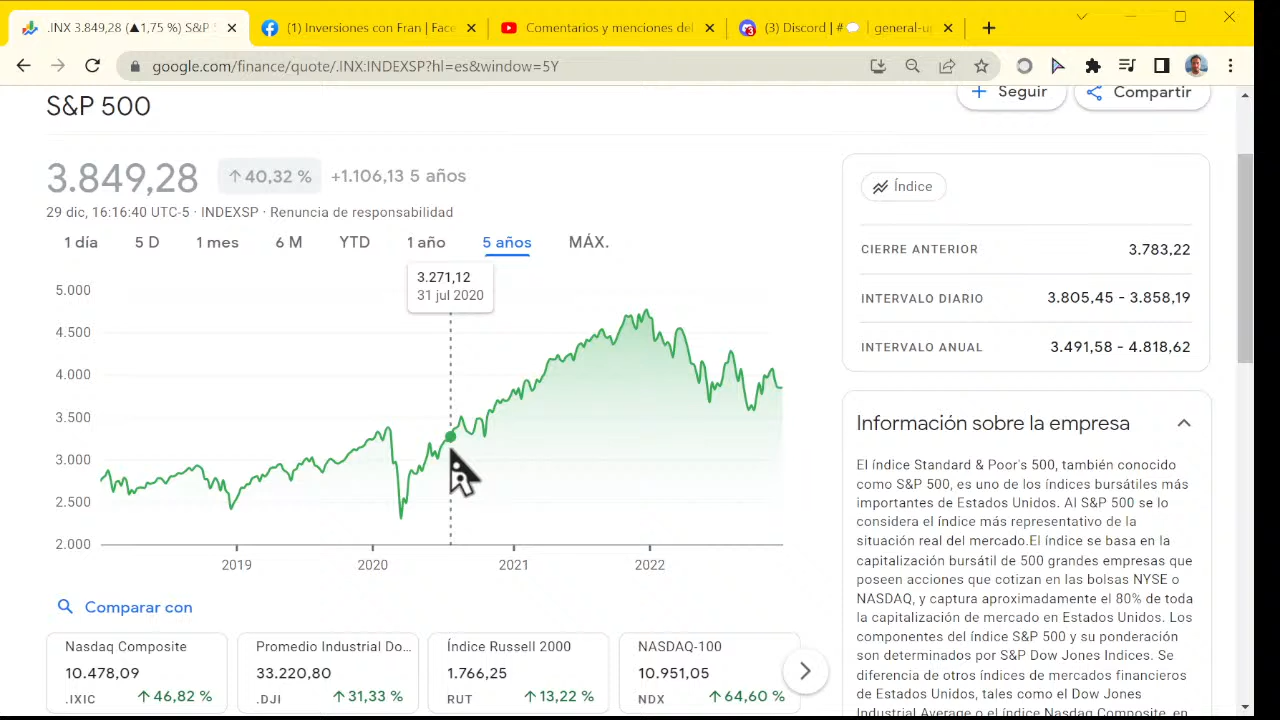 .INX 3.849,28 (▲1,75 %) S&P
(1) Inversiones con Fran | Face
Comentarios y menciones del
(3) Discord | #💬 | general-u
google.com/finance/quote/.INX:INDEXSP?hl=es&window=5Y
S&P 500
+ Seguir
Compartir
3.849,28
↑ 40,32 %
+1.106,13 5 años
29 dic, 16:16:40 UTC-5 · INDEXSP · Renuncia de responsabilidad
1 día 5 D 1 mes 6 M YTD 1 año 5 años MÁX.
3.271,12
31 jul 2020
5.000
4.500
4.000
3.500
3.000
2.500
2.000
2019 2020 2021 2022
Comparar con
Nasdaq Composite
10.478,09
.IXIC ↑ 46,82 %
Promedio Industrial Do...
33.220,80
.DJI ↑ 31,33 %
Índice Russell 2000
1.766,25
RUT ↑ 13,22 %
NASDAQ-100
10.951,05
NDX ↑ 64,60 %
Índice
CIERRE ANTERIOR 3.783,22
INTERVALO DIARIO 3.805,45 - 3.858,19
INTERVALO ANUAL 3.491,58 - 4.818,62
Información sobre la empresa
El índice Standard & Poor's 500, también conocido
como S&P 500, es uno de los índices bursátiles más
importantes de Estados Unidos. Al S&P 500 se lo
considera el índice más representativo de la
situación real del mercado.El índice se basa en la
capitalización bursátil de 500 grandes empresas que
poseen acciones que cotizan en las bolsas NYSE o
NASDAQ, y captura aproximadamente el 80% de toda
la capitalización de mercado en Estados Unidos. Los
componentes del índice S&P 500 y su ponderación
son determinados por S&P Dow Jones Indices. Se
diferencia de otros índices de mercados financieros
de Estados Unidos, tales como el Dow Jones
Industrial Average o el índice Nasdaq Composite, en